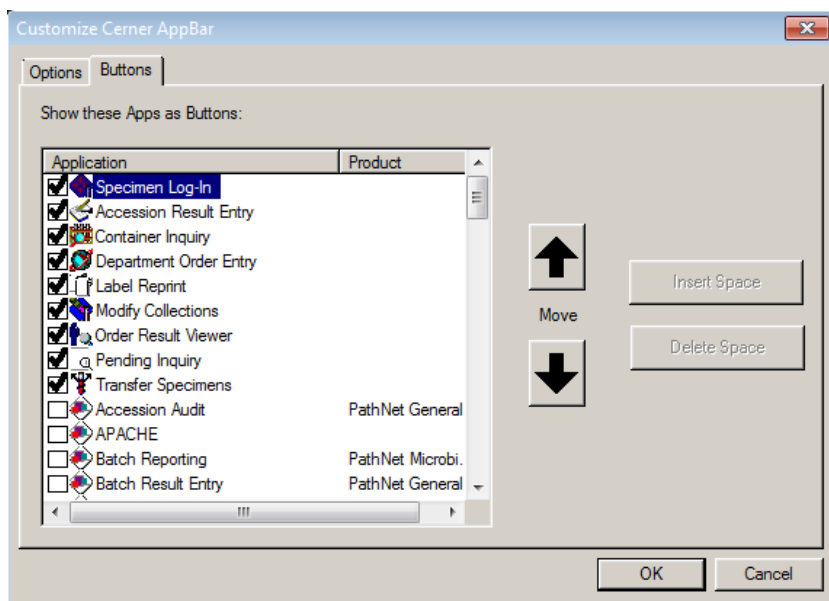 Customize Cerner AppBar
Options Buttons
Show these Apps as Buttons:
Application Product
Specimen Log-In
Accession Result Entry
Container Inquiry
Department Order Entry
Label Reprint
Modify Collections
Order Result Viewer
Pending Inquiry
Transfer Specimens
Accession Audit PathNet General
APACHE
Batch Reporting PathNet Microbi.
Batch Result Entry PathNet General
Move
Insert Space
Delete Space
OK Cancel